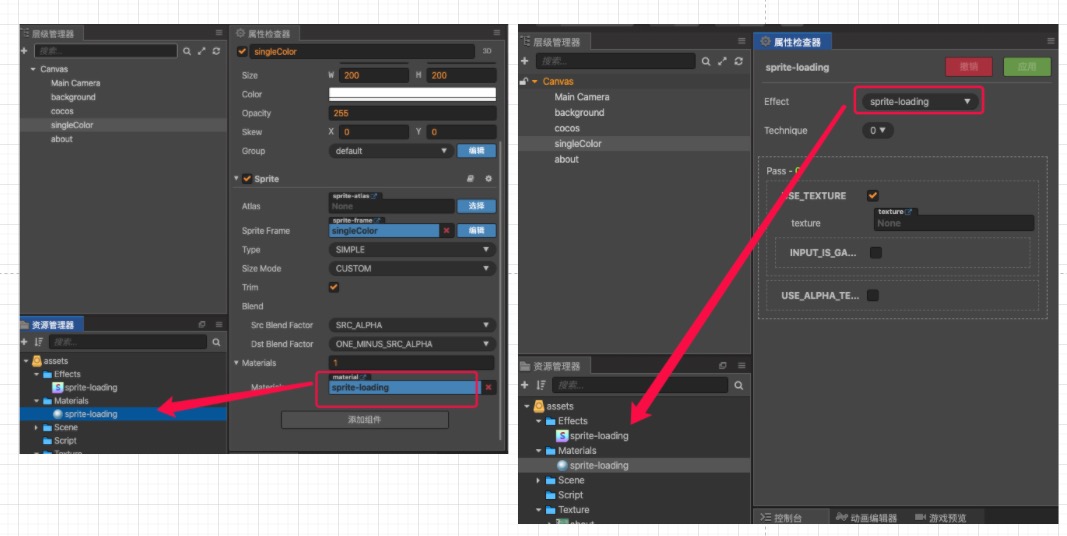 层级管理器
搜索...
Canvas
Main Camera
background
cocos
singleColor
about
资源管理器
搜索...
assets
Effects
sprite-loading
Materials
sprite-loading
Scene
Script
Texture
属性检查器
singleColor
3D
Size W 200 H 200
Color
Opacity 255
Skew X 0 Y 0
Group default 编辑
Sprite
sprite-atlas
Atlas None 选择
sprite-frame
Sprite Frame singleColor 编辑
Type SIMPLE
Size Mode CUSTOM
Trim
Blend
Src Blend Factor SRC_ALPHA
Dst Blend Factor ONE_MINUS_SRC_ALPHA
Materials 1
material
sprite-loading
添加组件
层级管理器
搜索...
Canvas
Main Camera
background
cocos
singleColor
about
资源管理器
搜索...
assets
Effects
sprite-loading
Materials
sprite-loading
Scene
Script
Texture
about
属性检查器
sprite-loading 撤销 应用
Effect sprite-loading
Technique 0
Pass - 0
USE_TEXTURE
texture
texture None
INPUT_IS_GA...
USE_ALPHA_TE...
控制台 动画编辑器 游戏预览